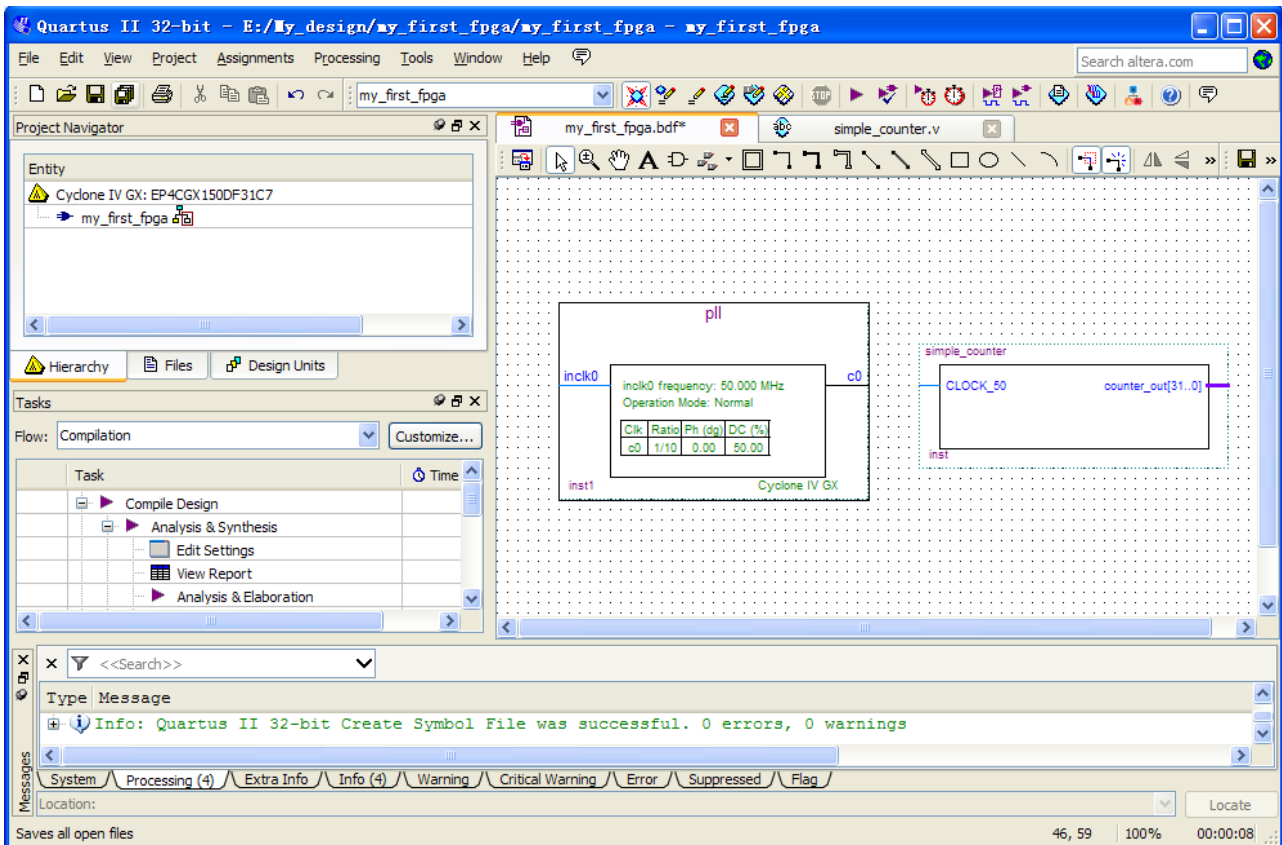 Quartus II 32-bit - E:/My_design/my_first_fpga/my_first_fpga - my_first_fpga
File Edit View Project Assignments Processing Tools Window Help
Search altera.com
my_first_fpga
STOP
Project Navigator
my_first_fpga.bdf*
abc
simple_counter.v
A
Entity
Cyclone IV GX: EP4CGX150DF31C7
my_first_fpga
Hierarchy
Files
Design Units
Tasks
Flow: Compilation
Customize...
Task
Time
Compile Design
Analysis & Synthesis
Edit Settings
View Report
Analysis & Elaboration
pll
inclk0
c0
inclk0 frequency: 50.000 MHz
Operation Mode: Normal
Clk Ratio Ph (dg) DC (%)
c0 1/10 0.00 50.00
inst1
Cyclone IV GX
simple_counter
CLOCK_50
counter_out[31..0]
inst
<<Search>>
Type Message
Info: Quartus II 32-bit Create Symbol File was successful. 0 errors, 0 warnings
System Processing (4) Extra Info Info (4) Warning Critical Warning Error Suppressed Flag
Messages
Location:
Locate
Saves all open files
46, 59
100%
00:00:08